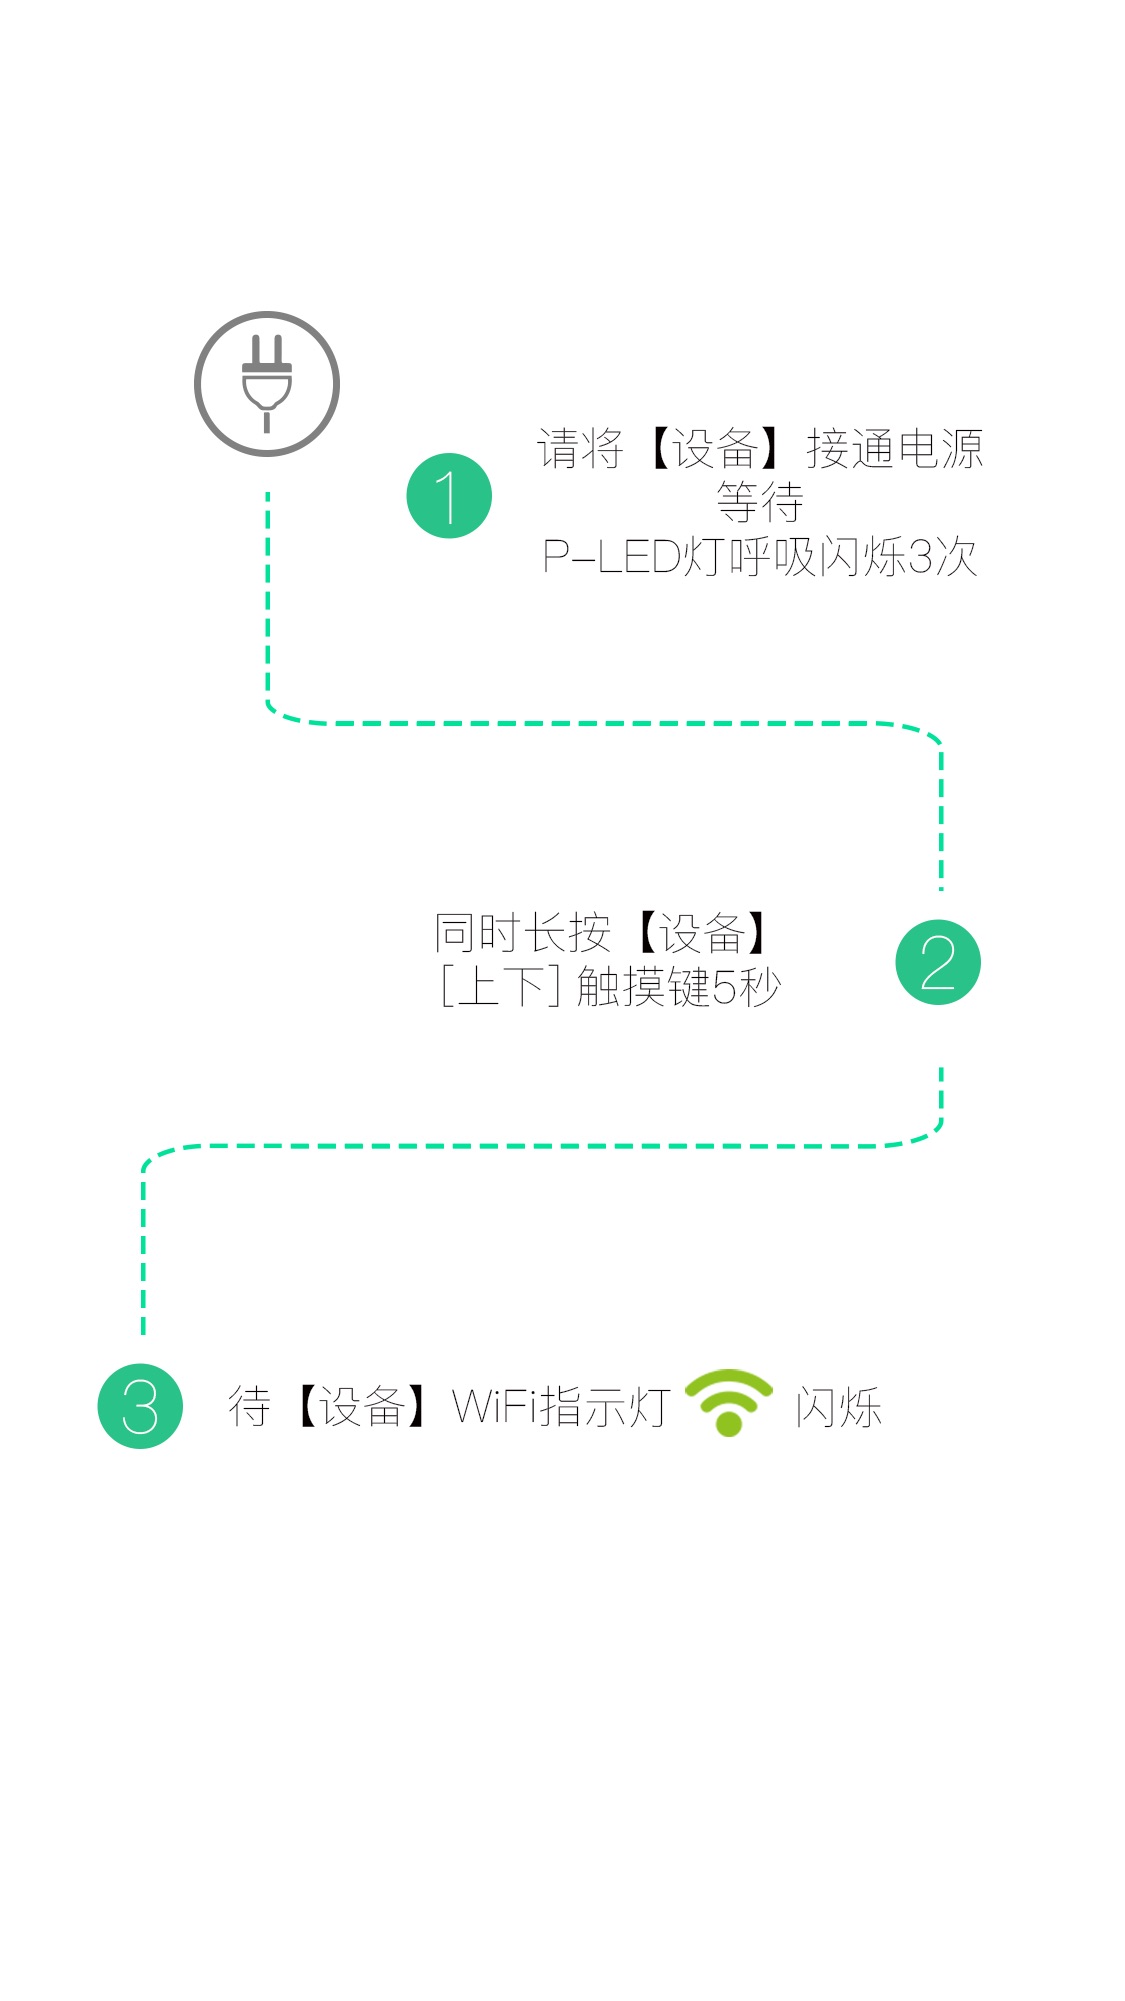 请将【设备】接通电源
1
等待
P-LED灯呼吸闪烁3次
同时长按【设备】
[上下] 触摸键5秒
2
3 待【设备】WiFi指示灯 闪烁